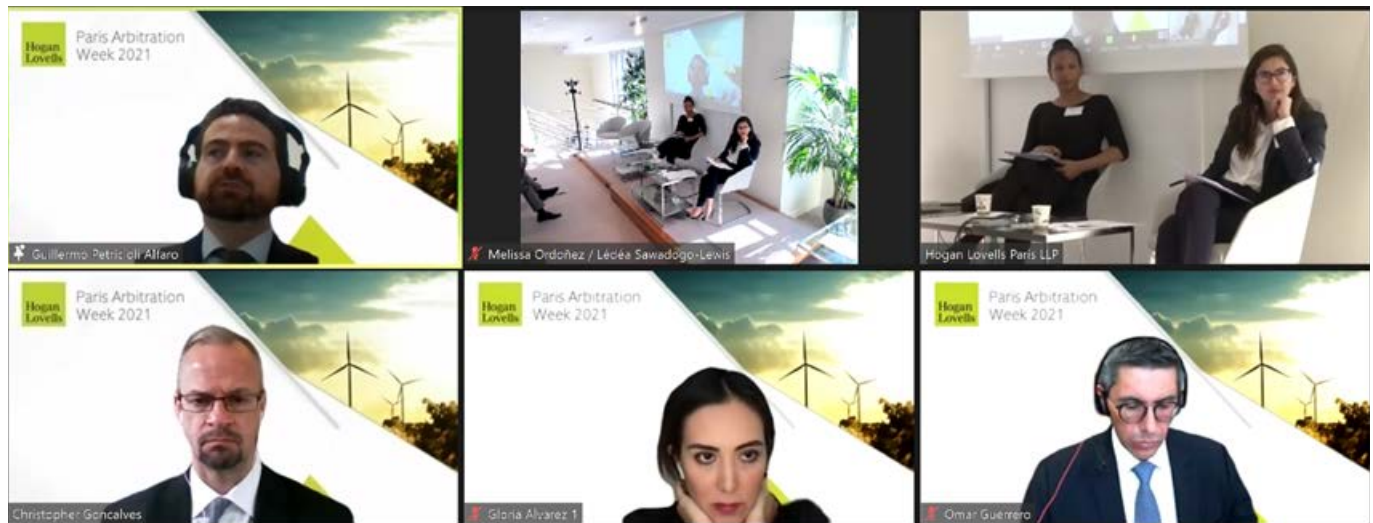 Hogan
Lovells
Paris Arbitration
Week 2021
Guillermo Petricioli Alfaro
Melissa Ordoñez / Lédéa Sawadogo-Lewis
Hogan Lovells Paris LLP
Hogan
Lovells
Paris Arbitration
Week 2021
Christopher Goncalves
Hogan
Lovells
Paris Arbitration
Week 2021
Gloria Alvarez 1
Hogan
Lovells
Paris Arbitration
Week 2021
Omar Guerrero